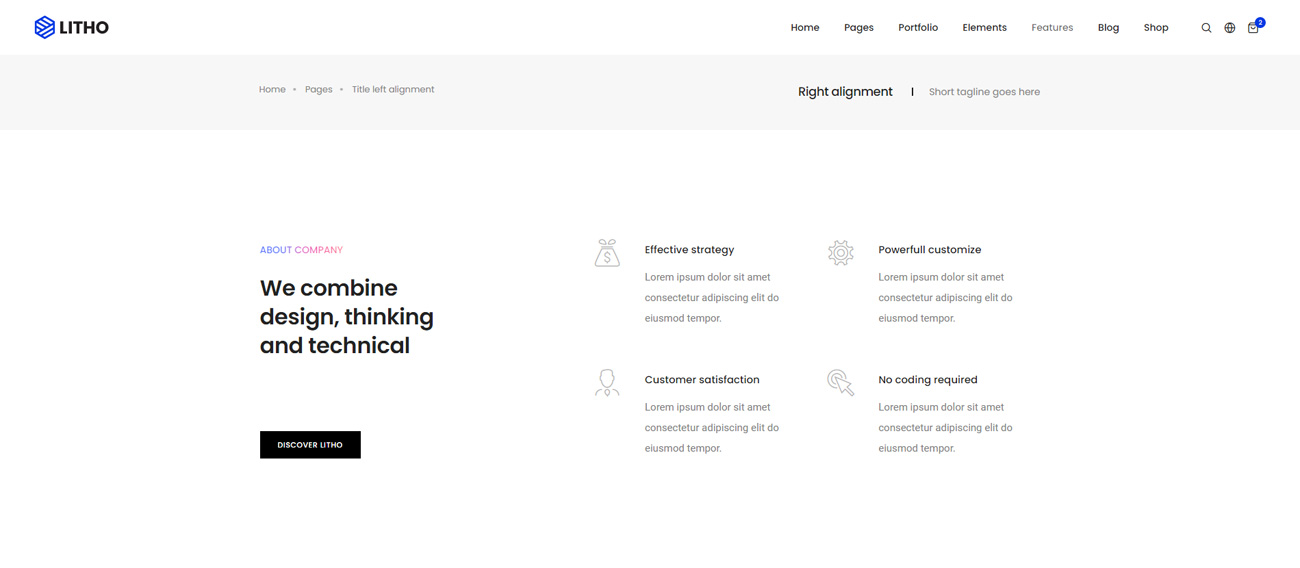 LITHO
Home Pages Portfolio Elements Features Blog Shop 2
Home • Pages • Title left alignment
Right alignment | Short tagline goes here
ABOUT COMPANY
We combine
design, thinking
and technical
DISCOVER LITHO
$
Effective strategy
Lorem ipsum dolor sit amet
consectetur adipiscing elit do
eiusmod tempor.
Powerfull customize
Lorem ipsum dolor sit amet
consectetur adipiscing elit do
eiusmod tempor.
Customer satisfaction
Lorem ipsum dolor sit amet
consectetur adipiscing elit do
eiusmod tempor.
No coding required
Lorem ipsum dolor sit amet
consectetur adipiscing elit do
eiusmod tempor.